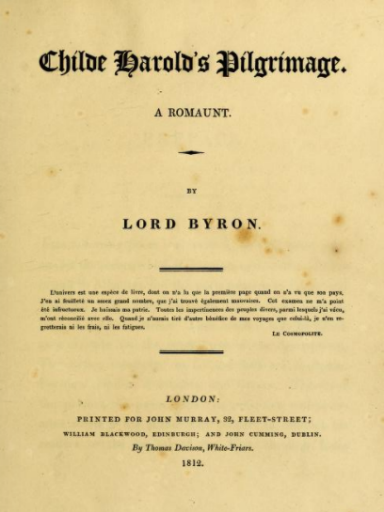 Childe Harold's Pilgrimage.
A ROMAUNT.
BY
LORD BYRON.
L'univers est une espèce de livre, dont on n'a lu que la première page quand on n'a vu que son pays.
J'en ai feuilleté un assez grand nombre, que j'ai trouvé également mauvaises. Cet examen ne m'a point
été infructueux. Je haïssais ma patrie. Toutes les impertinences des peuples divers, parmi lesquels j'ai vécu,
m'ont réconcilié avec elle. Quand je n'aurais tiré d'autre bénéfice de mes voyages que celui-là, je n'en re-
gretterais ni les frais, ni les fatigues.
LE COSMOPOLITE.
LONDON:
PRINTED FOR JOHN MURRAY, 32, FLEET-STREET;
WILLIAM BLACKWOOD, EDINBURGH; AND JOHN CUMMING, DUBLIN.
By Thomas Davison, White-Friars.
1812.